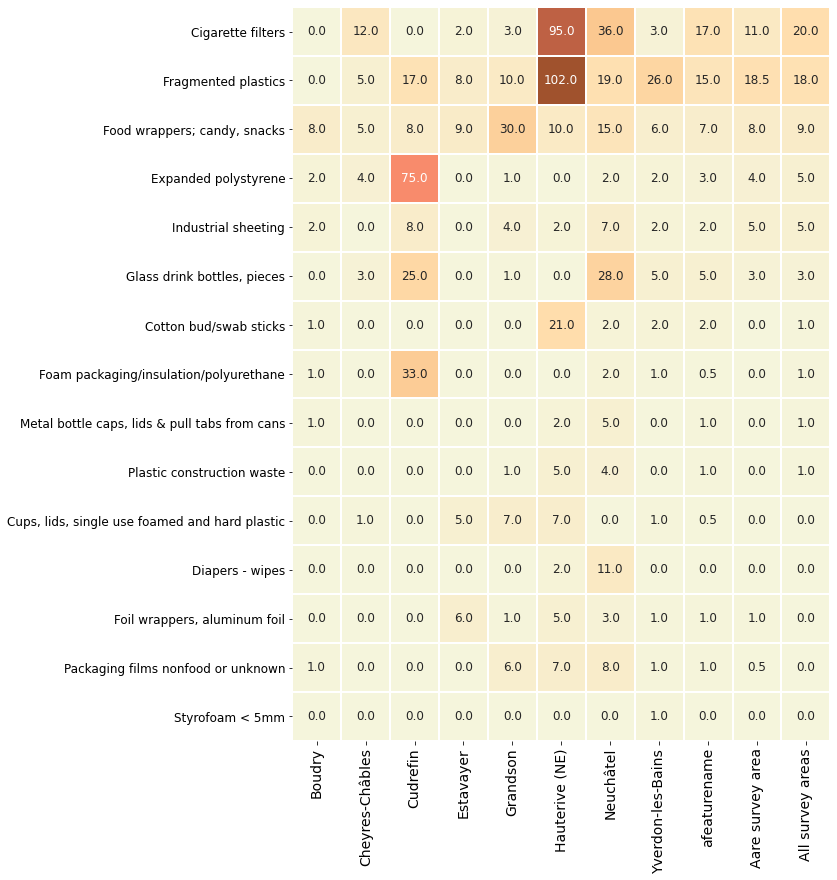 Cigarette filters 0.0 12.0 0.0 2.0 3.0 95.0 36.0 3.0 17.0 11.0 20.0
Fragmented plastics 0.0 5.0 17.0 8.0 10.0 102.0 19.0 26.0 15.0 18.5 18.0
Food wrappers; candy, snacks 8.0 5.0 8.0 9.0 30.0 10.0 15.0 6.0 7.0 8.0 9.0
Expanded polystyrene 2.0 4.0 75.0 0.0 1.0 0.0 2.0 2.0 3.0 4.0 5.0
Industrial sheeting 2.0 0.0 8.0 0.0 4.0 2.0 7.0 2.0 2.0 5.0 5.0
Glass drink bottles, pieces 0.0 3.0 25.0 0.0 1.0 0.0 28.0 5.0 5.0 3.0 3.0
Cotton bud/swab sticks 1.0 0.0 0.0 0.0 0.0 21.0 2.0 2.0 2.0 0.0 1.0
Foam packaging/insulation/polyurethane 1.0 0.0 33.0 0.0 0.0 0.0 2.0 1.0 0.5 0.0 1.0
Metal bottle caps, lids & pull tabs from cans 1.0 0.0 0.0 0.0 0.0 2.0 5.0 0.0 1.0 0.0 1.0
Plastic construction waste 0.0 0.0 0.0 0.0 1.0 5.0 4.0 0.0 1.0 0.0 1.0
Cups, lids, single use foamed and hard plastic 0.0 1.0 0.0 5.0 7.0 7.0 0.0 1.0 0.5 0.0 0.0
Diapers - wipes 0.0 0.0 0.0 0.0 0.0 2.0 11.0 0.0 0.0 0.0 0.0
Foil wrappers, aluminum foil 0.0 0.0 0.0 6.0 1.0 5.0 3.0 1.0 1.0 1.0 0.0
Packaging films nonfood or unknown 1.0 0.0 0.0 0.0 6.0 7.0 8.0 1.0 1.0 0.5 0.0
Styrofoam < 5mm 0.0 0.0 0.0 0.0 0.0 0.0 0.0 1.0 0.0 0.0 0.0
Boudry
Cheyres-Châbles
Cudrefin
Estavayer
Grandson
Hauterive (NE)
Neuchâtel
Yverdon-les-Bains
afeaturename
Aare survey area
All survey areas